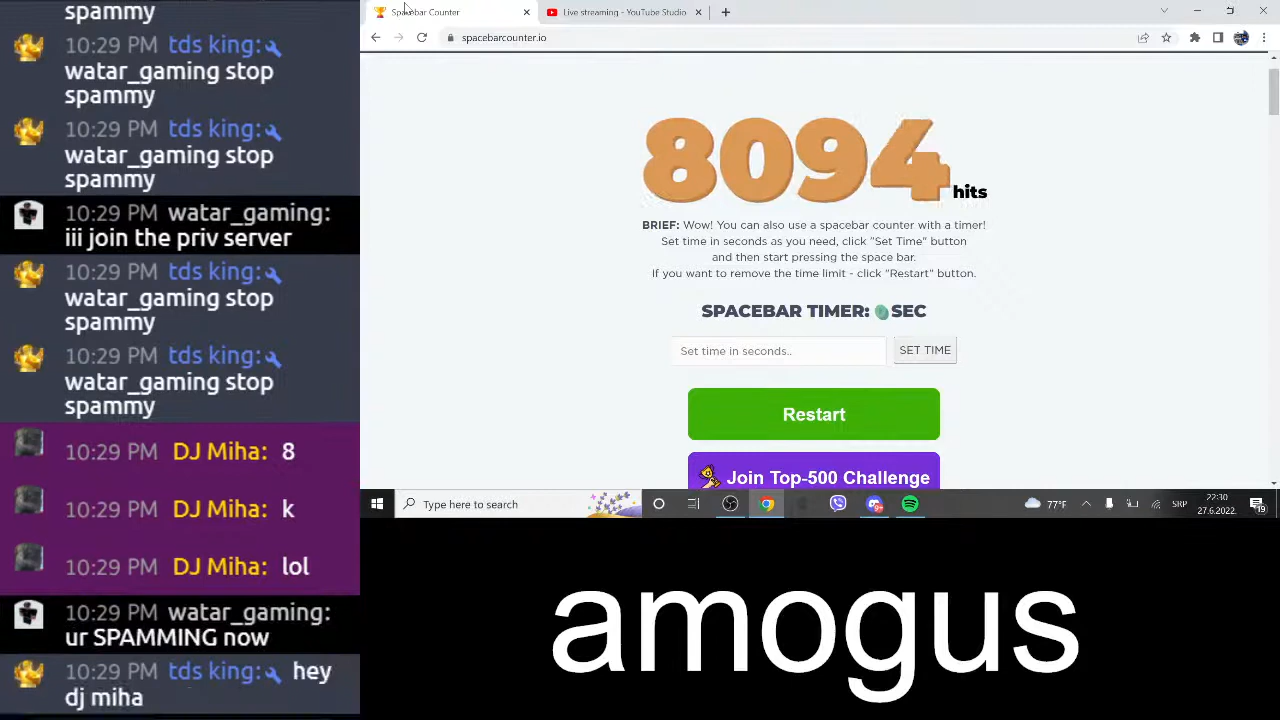 spammy
10:29 PM tds king:
watar_gaming stop
spammy
10:29 PM tds king:
watar_gaming stop
spammy
10:29 PM watar_gaming:
iii join the priv server
10:29 PM tds king:
watar_gaming stop
spammy
10:29 PM tds king:
watar_gaming stop
spammy
10:29 PM DJ Miha: 8
10:29 PM DJ Miha: k
10:29 PM DJ Miha: lol
10:29 PM watar_gaming:
ur SPAMMING now
10:29 PM tds king: hey
dj miha
Spacebar Counter
Live streaming - YouTube Studio
spacebarcounter.io
8094
hits
BRIEF: Wow! You can also use a spacebar counter with a timer!
Set time in seconds as you need, click "Set Time" button
and then start pressing the space bar.
If you want to remove the time limit - click "Restart" button.
SPACEBAR TIMER: SEC
Set time in seconds..
SET TIME
Restart
Join Top-500 Challenge
Type here to search
9+
77°F
SRP
22:30
27.6.2022.
19
amogus